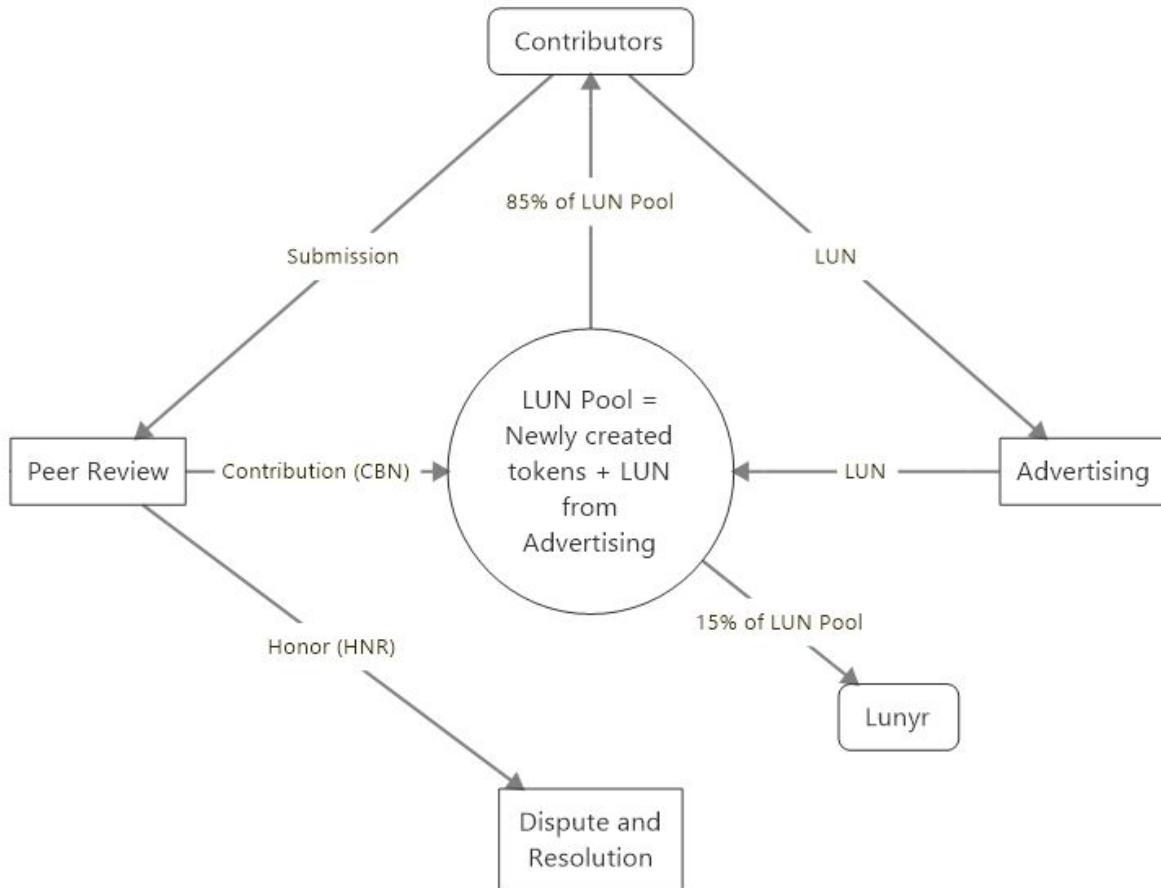 Contributors
85% of LUN Pool
Submission
LUN
LUN Pool =
Newly created
tokens + LUN
from
Advertising
Peer Review
Contribution (CBN)
LUN
Advertising
15% of LUN Pool
Honor (HNR)
Lunyr
Dispute and
Resolution